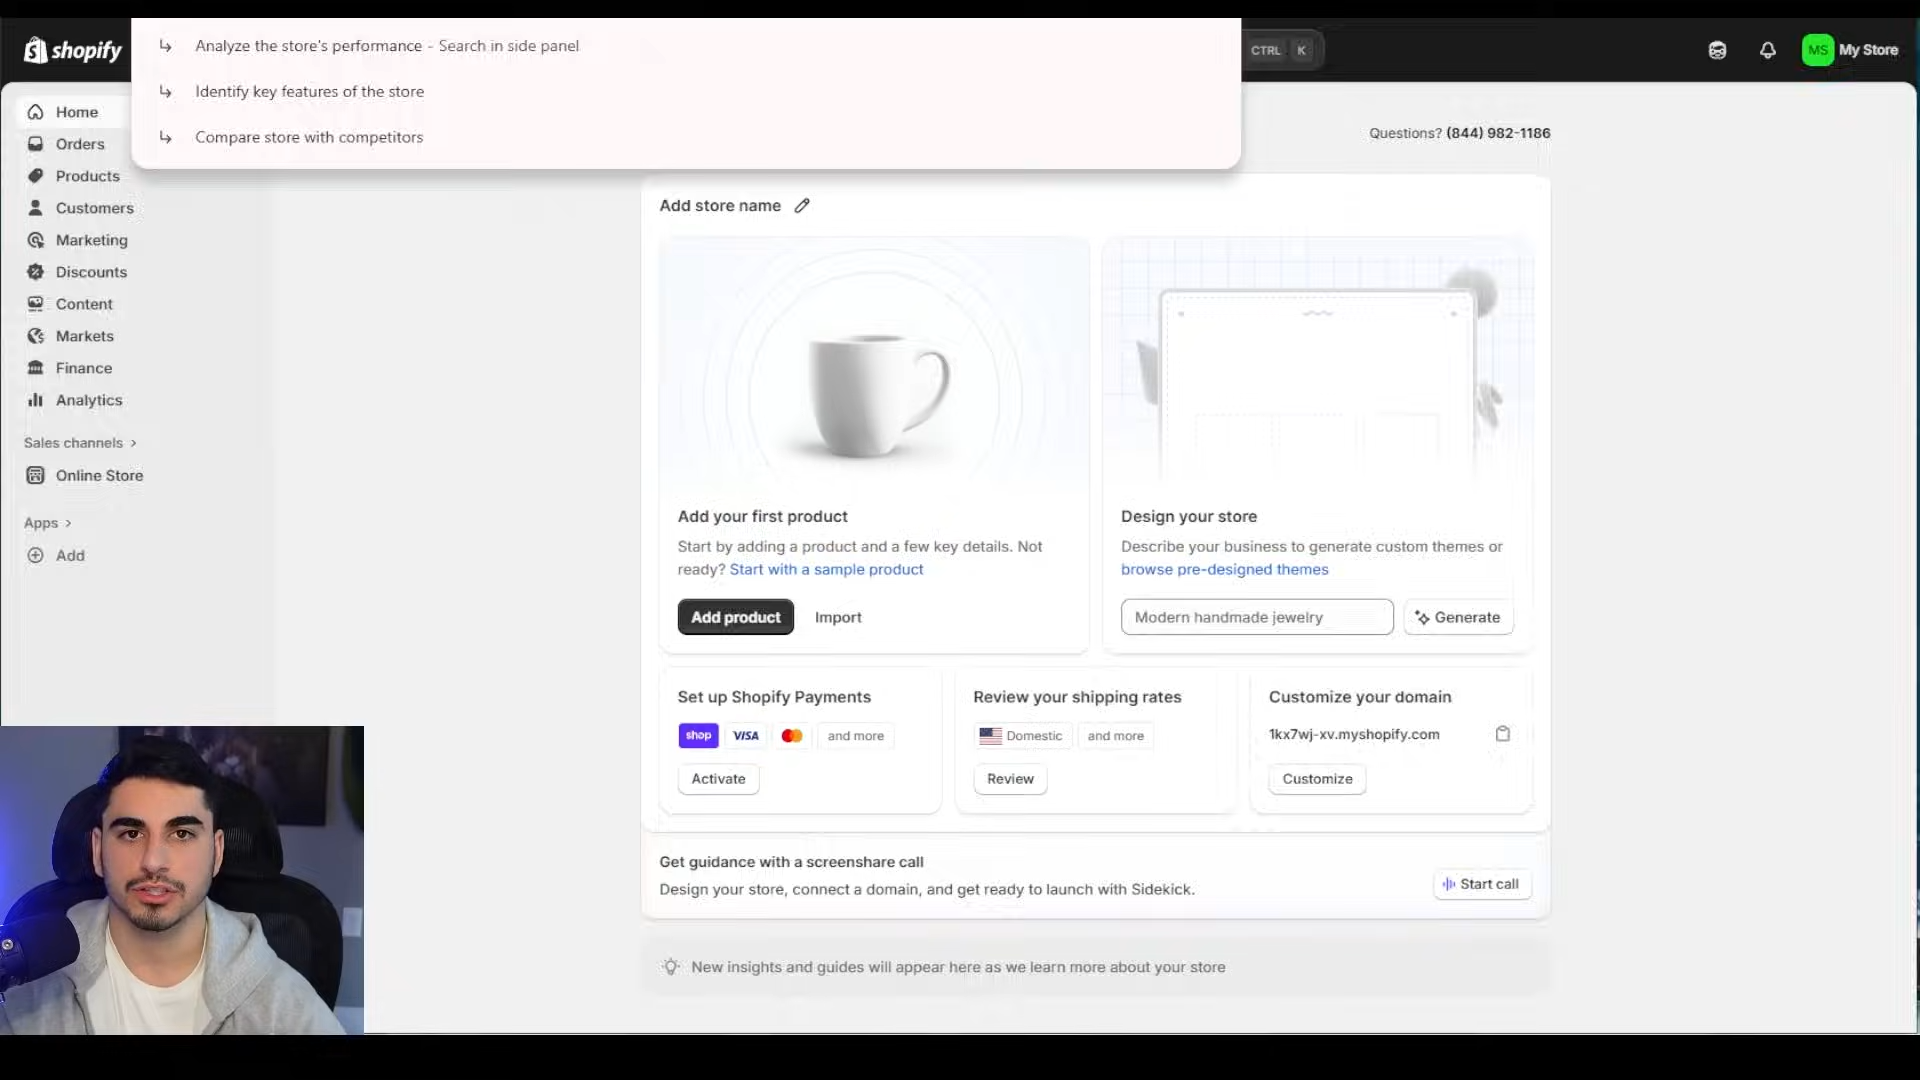 shopify
Analyze the store's performance - Search in side panel
Identify key features of the store
Compare store with competitors
CTRL K
MS My Store
Home
Orders
Products
Customers
Marketing
Discounts
Content
Markets
Finance
Analytics
Sales channels
Online Store
Apps
Add
Questions? (844) 982-1186
Add store name
Add your first product
Start by adding a product and a few key details. Not
ready? Start with a sample product
Add product Import
Design your store
Describe your business to generate custom themes or
browse pre-designed themes
Modern handmade jewelry Generate
Set up Shopify Payments
shop VISA and more
Activate
Review your shipping rates
Domestic and more
Review
Customize your domain
1kx7wj-xv.myshopify.com
Customize
Get guidance with a screenshare call
Design your store, connect a domain, and get ready to launch with Sidekick.
Start call
New insights and guides will appear here as we learn more about your store